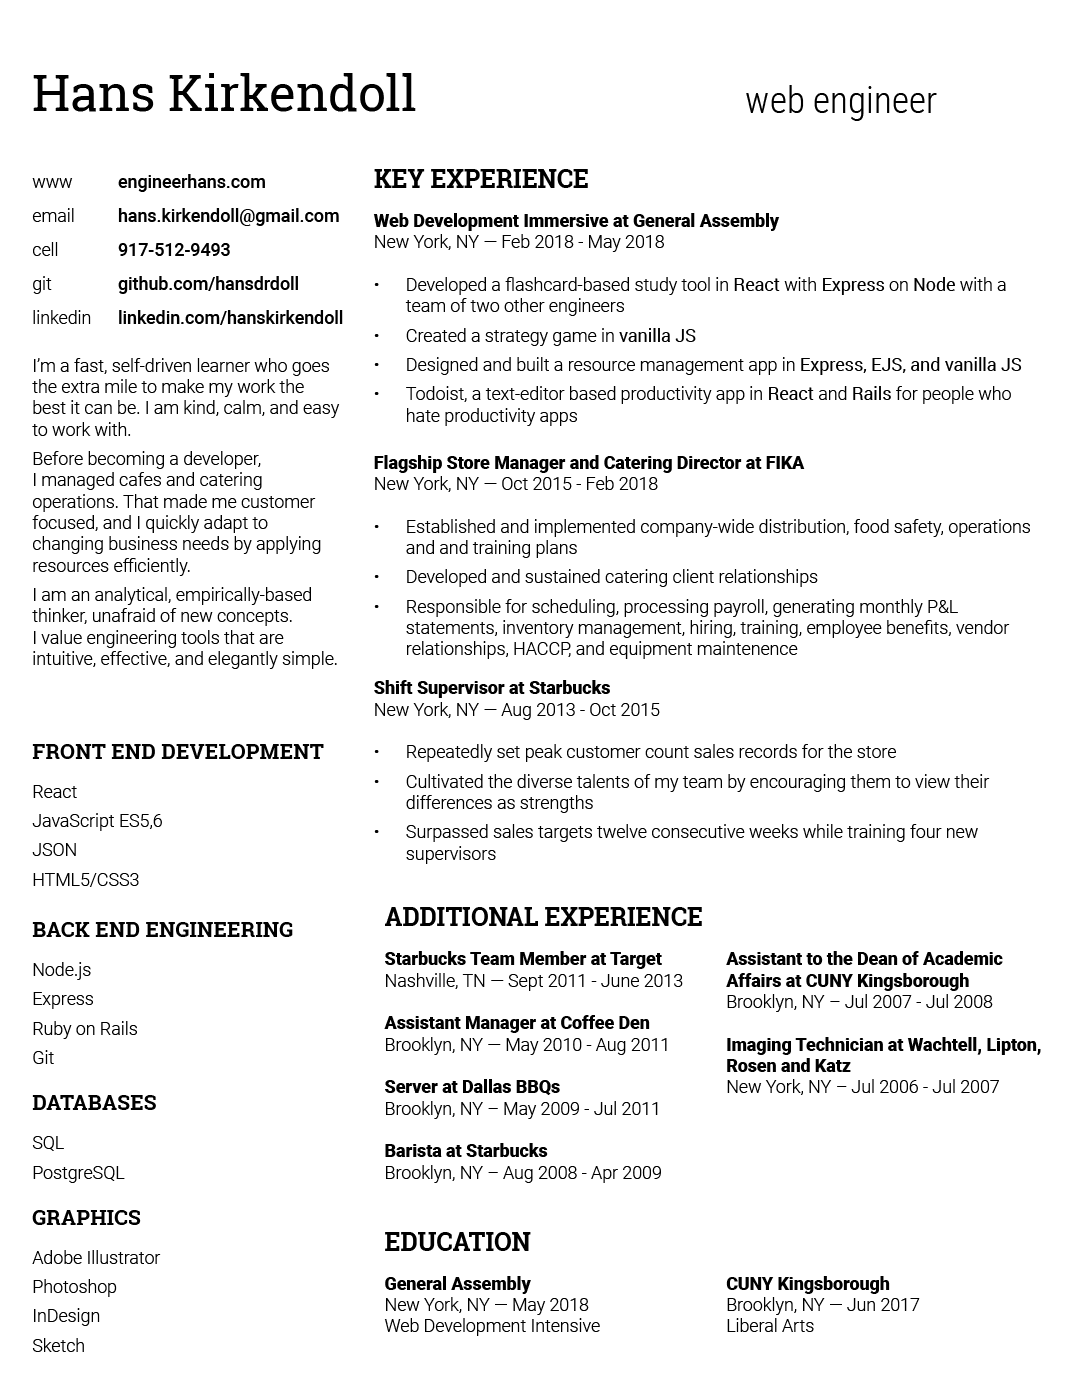 Hans Kirkendoll
web engineer
www engineerhans.com
email hans.kirkendoll@gmail.com
cell 917-512-9493
git github.com/hansdrdoll
linkedin linkedin.com/hanskirkendoll
I'm a fast, self-driven learner who goes
the extra mile to make my work the
best it can be. I am kind, calm, and easy
to work with.
Before becoming a developer,
I managed cafes and catering
operations. That made me customer
focused, and I quickly adapt to
changing business needs by applying
resources efficiently.
I am an analytical, empirically-based
thinker, unafraid of new concepts.
I value engineering tools that are
intuitive, effective, and elegantly simple.
FRONT END DEVELOPMENT
React
JavaScript ES5,6
JSON
HTML5/CSS3
BACK END ENGINEERING
Node.js
Express
Ruby on Rails
Git
DATABASES
SQL
PostgreSQL
GRAPHICS
Adobe Illustrator
Photoshop
InDesign
Sketch
KEY EXPERIENCE
Web Development Immersive at General Assembly
New York, NY — Feb 2018 - May 2018
• Developed a flashcard-based study tool in React with Express on Node with a
team of two other engineers
• Created a strategy game in vanilla JS
• Designed and built a resource management app in Express, EJS, and vanilla JS
• Todoist, a text-editor based productivity app in React and Rails for people who
hate productivity apps
Flagship Store Manager and Catering Director at FIKA
New York, NY — Oct 2015 - Feb 2018
• Established and implemented company-wide distribution, food safety, operations
and and training plans
• Developed and sustained catering client relationships
• Responsible for scheduling, processing payroll, generating monthly P&L
statements, inventory management, hiring, training, employee benefits, vendor
relationships, HACCP, and equipment maintenence
Shift Supervisor at Starbucks
New York, NY — Aug 2013 - Oct 2015
• Repeatedly set peak customer count sales records for the store
• Cultivated the diverse talents of my team by encouraging them to view their
differences as strengths
• Surpassed sales targets twelve consecutive weeks while training four new
supervisors
ADDITIONAL EXPERIENCE
Starbucks Team Member at Target
Nashville, TN — Sept 2011 - June 2013
Assistant Manager at Coffee Den
Brooklyn, NY — May 2010 - Aug 2011
Server at Dallas BBQs
Brooklyn, NY – May 2009 - Jul 2011
Barista at Starbucks
Brooklyn, NY – Aug 2008 - Apr 2009
Assistant to the Dean of Academic
Affairs at CUNY Kingsborough
Brooklyn, NY – Jul 2007 - Jul 2008
Imaging Technician at Wachtell, Lipton,
Rosen and Katz
New York, NY – Jul 2006 - Jul 2007
EDUCATION
General Assembly
New York, NY — May 2018
Web Development Intensive
CUNY Kingsborough
Brooklyn, NY — Jun 2017
Liberal Arts